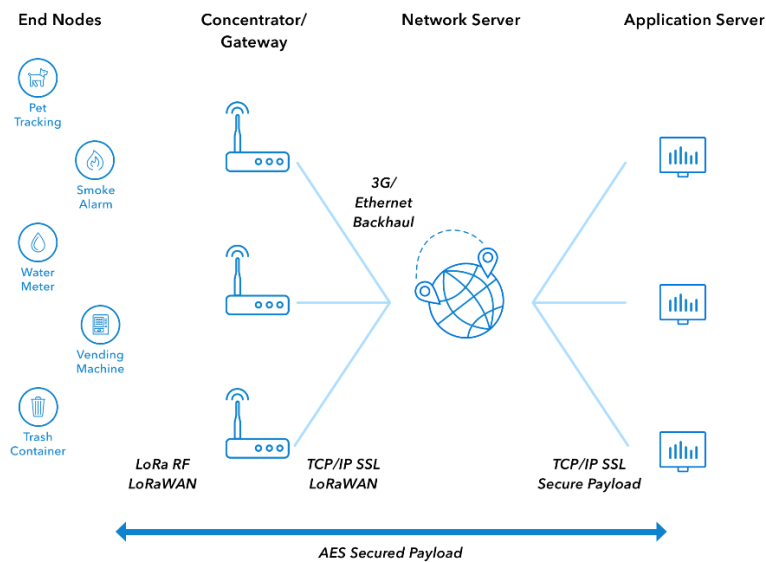 End Nodes
Concentrator/
Gateway
Network Server
Application Server
Pet
Tracking
Smoke
Alarm
Water
Meter
Vending
Machine
Trash
Container
3G/
Ethernet
Backhaul
LoRa RF
LoRaWAN
TCP/IP SSL
LoRaWAN
TCP/IP SSL
Secure Payload
AES Secured Payload